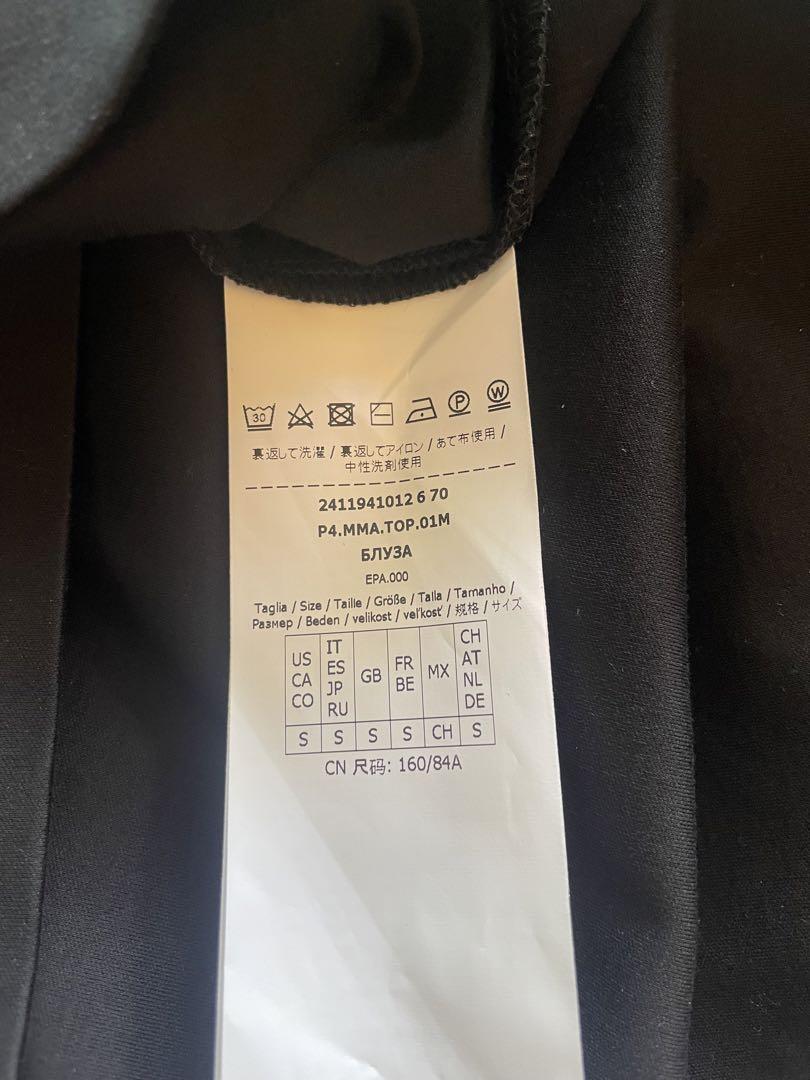 30 P W
裏返して洗濯 / 裏返してアイロン / あて布使用 /
中性洗剤使用
2411941012 6 70
P4.MMA.TOP.01M
БЛУЗА
EPA.000
Taglia / Size / Taille / Größe / Talla / Tamanho /
Размер / Beden / velikost / veľkosť / 规格 / サイズ
US CA CO
IT ES JP RU
GB
FR BE
MX
CH AT NL DE
S S S S CH S
CN 尺码: 160/84A